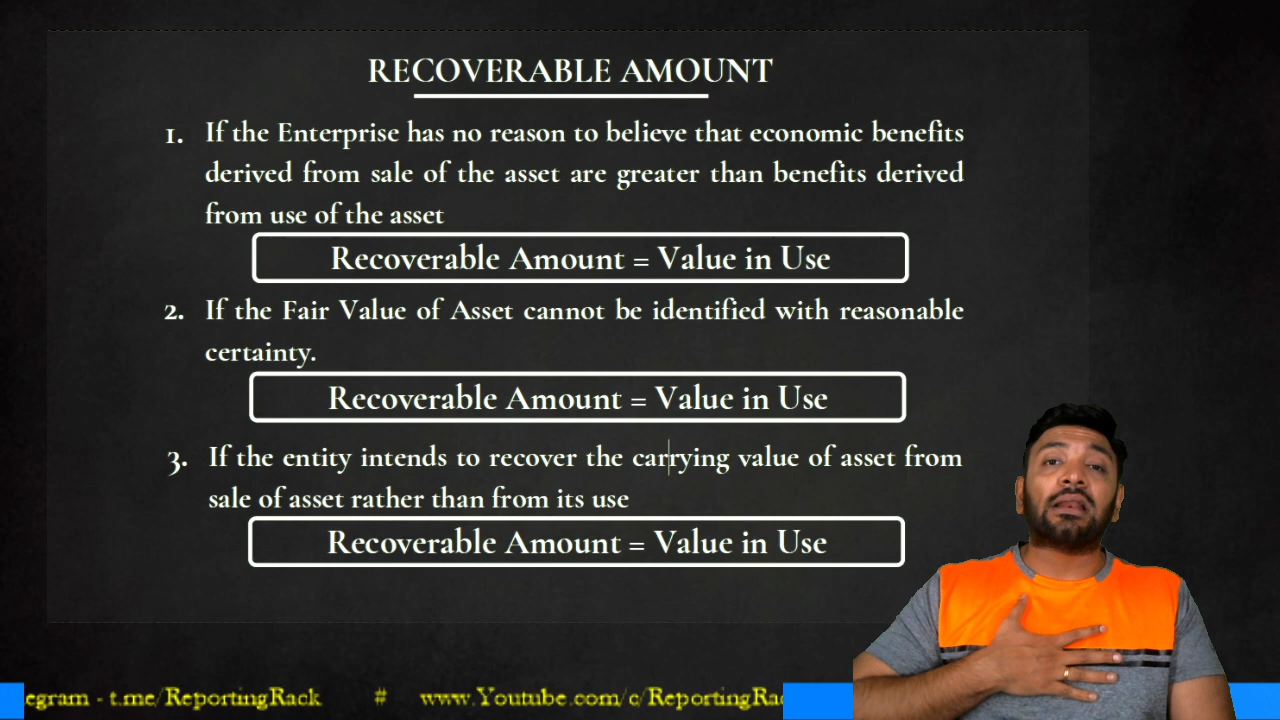 RECOVERABLE AMOUNT
1. If the Enterprise has no reason to believe that economic benefits
derived from sale of the asset are greater than benefits derived
from use of the asset
Recoverable Amount = Value in Use
2. If the Fair Value of Asset cannot be identified with reasonable
certainty.
Recoverable Amount = Value in Use
3. If the entity intends to recover the carrying value of asset from
sale of asset rather than from its use
Recoverable Amount = Value in Use
egram - t.me/ReportingRack # www.Youtube.com/c/ReportingRac